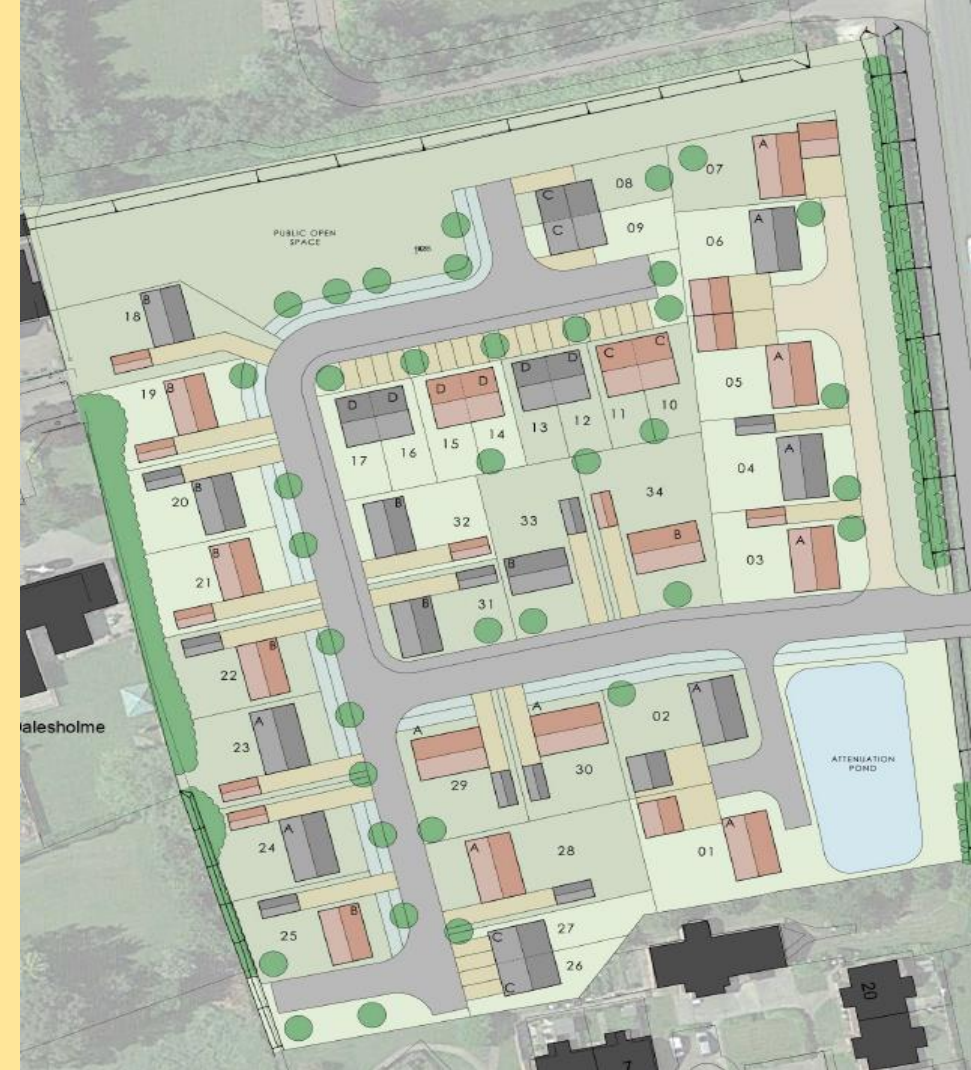 A
07
C
08
C
09
A
06
PUBLIC OPEN
SPACE
B
18
B
19
A
05
C
C
D
D
D
D
D
D
17
16
15
14
13
12
11
10
A
04
B
20
B
32
33
34
B
A
03
B
21
B
31
B
B
22
A
02
A
23
A
29
A
30
ATTENUATION
POND
alesholme
A
24
A
28
A
01
B
25
C
27
C
26
20
7